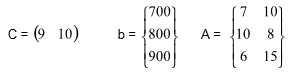 C = (9 10) b = {700 800 900} A = {7 10
10 8
6 15}